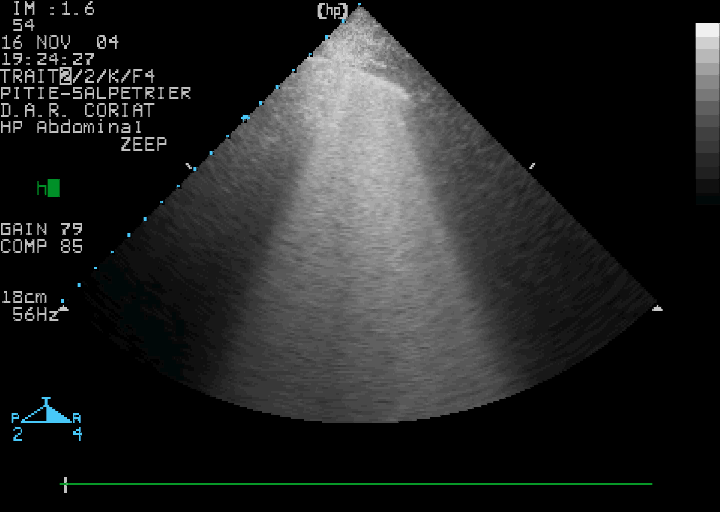 IM :1.6
(hp)
54
16 NOV 04
19:24:27
TRAIT2/2/K/F4
PITIE-SALPETRIER
D.A.R. CORIAT
HP Abdominal
ZEEP
h
GAIN 79
COMP 85
18cm
56Hz
T
P R
2 4